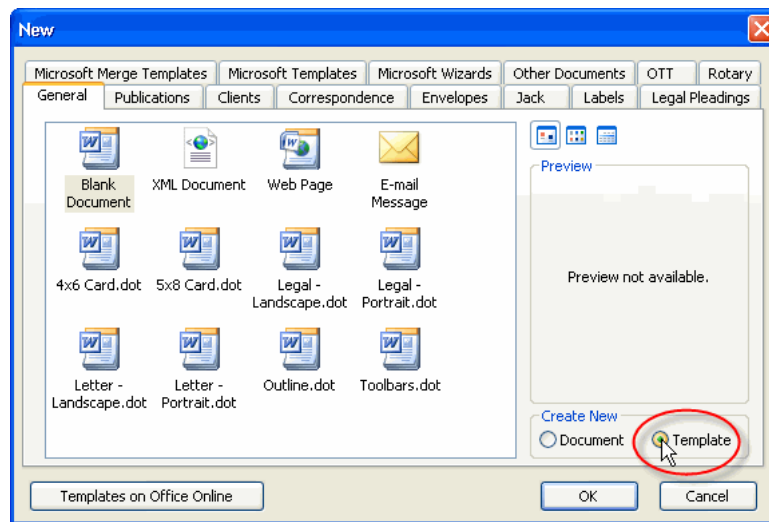 New
Microsoft Merge Templates Microsoft Templates Microsoft Wizards Other Documents OTT Rotary
General Publications Clients Correspondence Envelopes Jack Labels Legal Pleadings
Blank Document
XML Document
Web Page
E-mail Message
4x6 Card.dot
5x8 Card.dot
Legal - Landscape.dot
Legal - Portrait.dot
Letter - Landscape.dot
Letter - Portrait.dot
Outline.dot
Toolbars.dot
Preview
Preview not available.
Create New
Document Template
Templates on Office Online OK Cancel